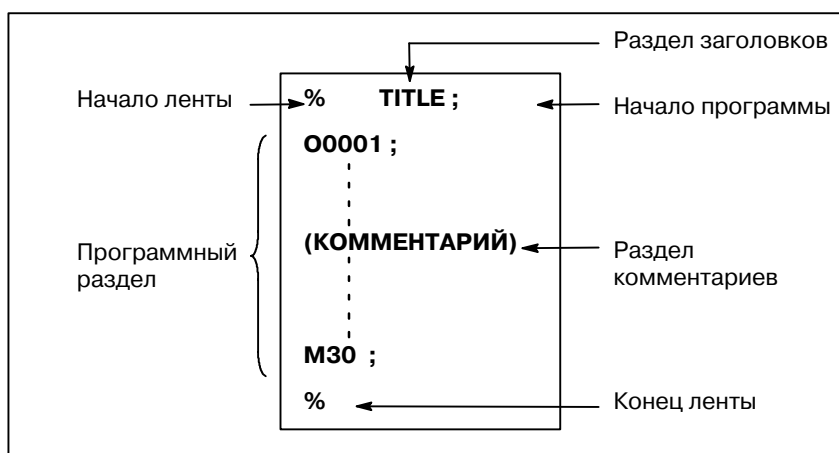 Раздел заголовков
Начало ленты
% TITLE ;
Начало программы
O0001 ;
(КОММЕНТАРИЙ)
Программный
раздел
Раздел
комментариев
M30 ;
%
Конец ленты